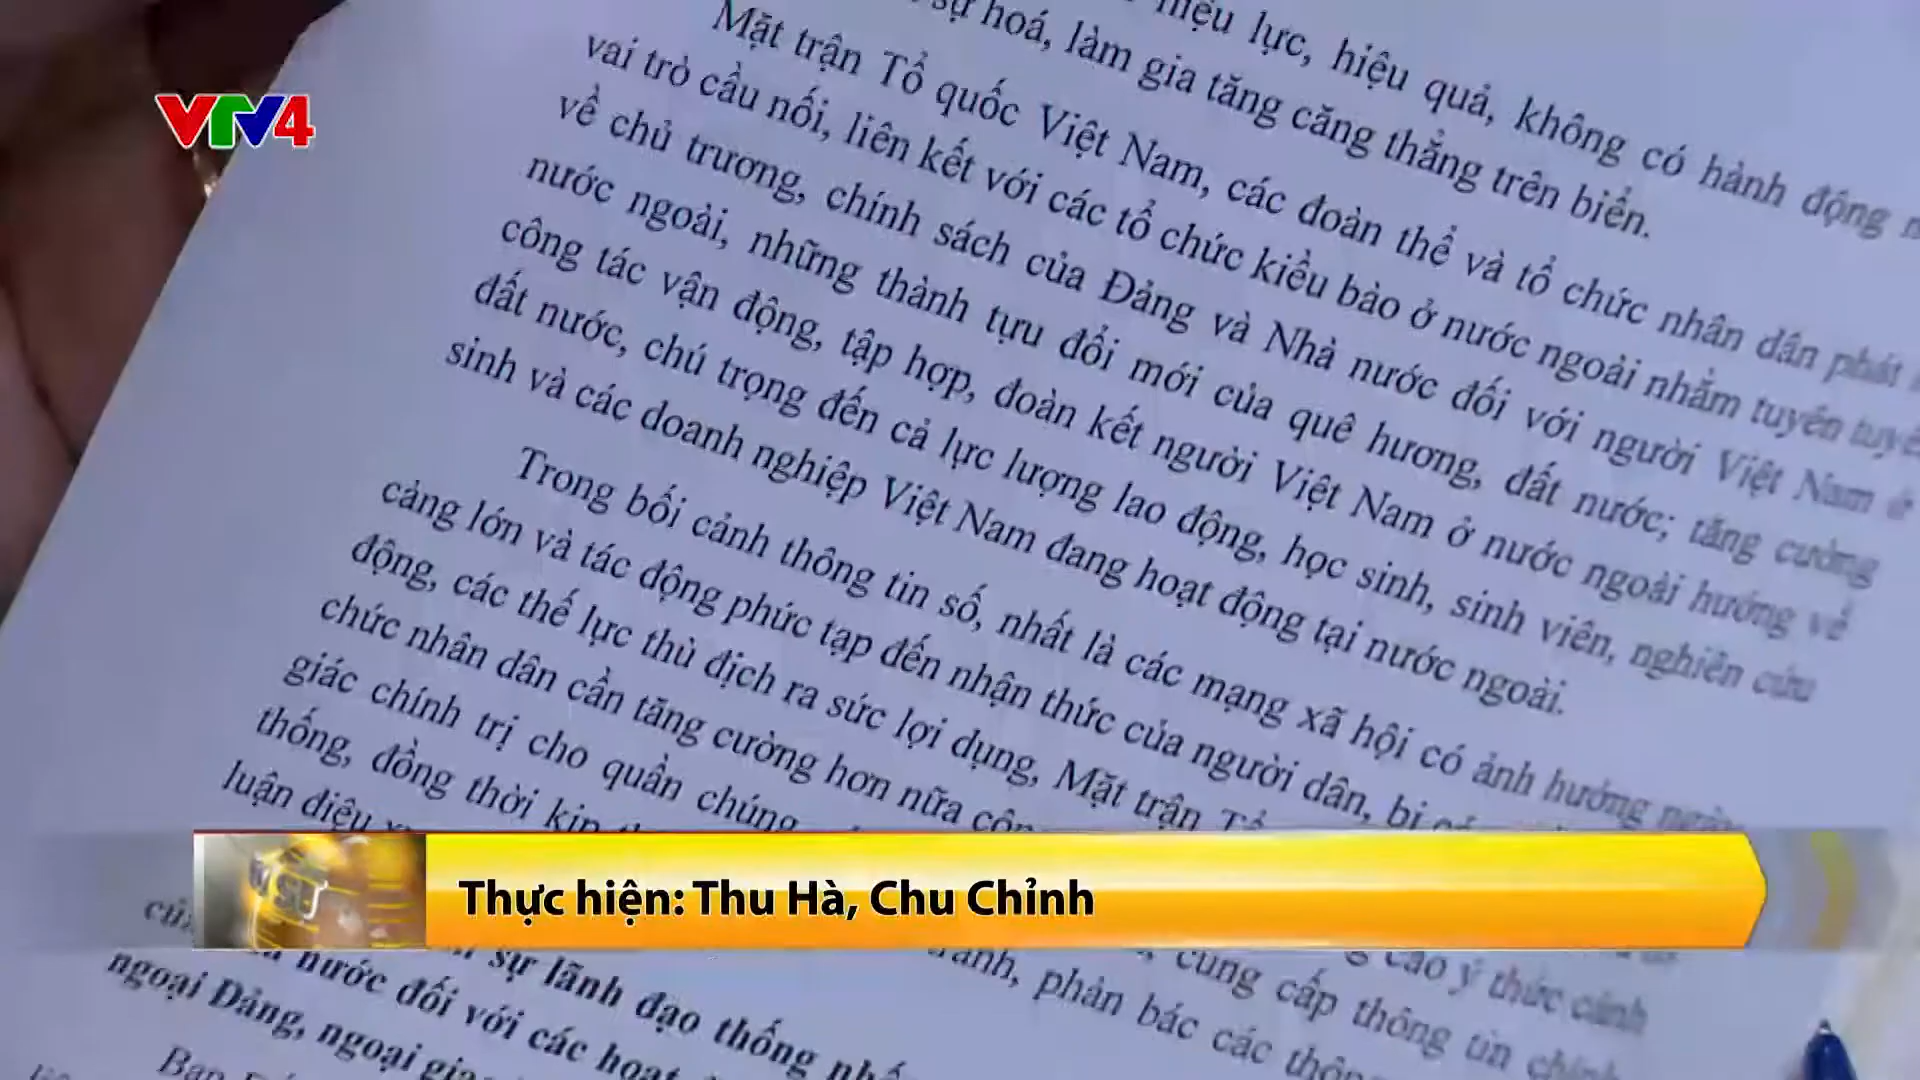 hiệu lực, hiệu quả, không có hành động
sự hoá, làm gia tăng căng thẳng trên biển.
Mặt trận Tổ quốc Việt Nam, các đoàn thể và tổ chức nhân dân phát
vai trò cầu nối, liên kết với các tổ chức kiều bào ở nước ngoài nhằm tuyên
về chủ trương, chính sách của Đảng và Nhà nước đối với người Việt Nam ở
nước ngoài, những thành tựu đổi mới của quê hương, đất nước; tăng cường
công tác vận động, tập hợp, đoàn kết người Việt Nam ở nước ngoài hướng về
đất nước, chú trọng đến cả lực lượng lao động, học sinh, sinh viên, nghiên cứu
sinh và các doanh nghiệp Việt Nam đang hoạt động tại nước ngoài.
Trong bối cảnh thông tin số, nhất là các mạng xã hội có ảnh hưởng ngày
càng lớn và tác động phức tạp đến nhận thức của người dân, bị
động, các thế lực thù địch ra sức lợi dụng, Mặt trận Tổ
chức nhân dân cần tăng cường hơn nữa
giác chính trị cho quần chúng cao ý thức cảnh
thống, đồng thời kịp cung cấp thông tin chính
luận điệu phản bác các
sự lãnh đạo thống
nước đối với các hoạt
ngoại Đảng, ngoại
VTV4
Thực hiện: Thu Hà, Chu Chỉnh